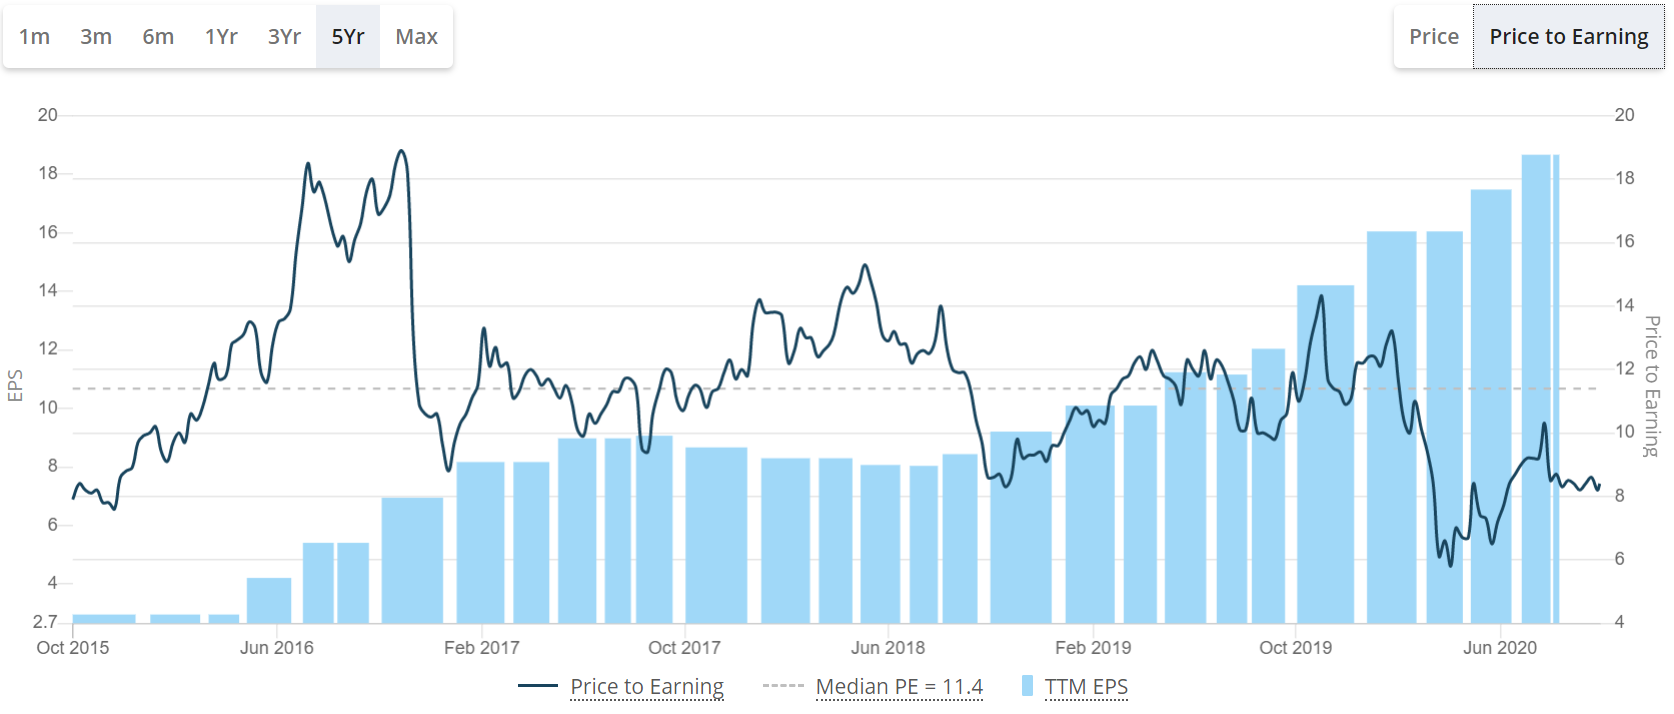 1m 3m 6m 1Yr 3Yr 5Yr Max Price Price to Earning
20 20
18 18
16 16
14 14
12 12
10 10
8 8
6 6
4
2.7 4
EPS
Price to Earning
Oct 2015 Jun 2016 Feb 2017 Oct 2017 Jun 2018 Feb 2019 Oct 2019 Jun 2020
Price to Earning Median PE = 11.4 TTM EPS